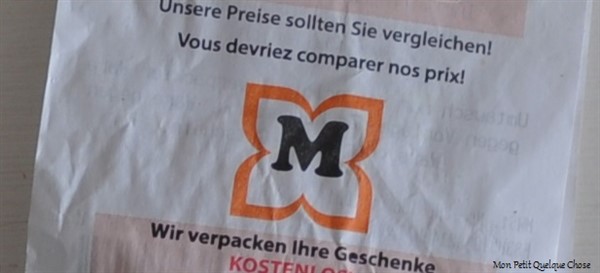 Unsere Preise sollten Sie vergleichen!
Vous devriez comparer nos prix!
M
Wir verpacken Ihre Geschenke
Mon Petit Quelque Chose